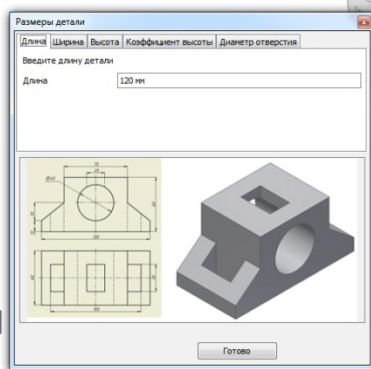 Размеры детали
Длина Ширина Высота Коэффициент высоты Диаметр отверстия
Введите длину детали
Длина 120 мм
Готово